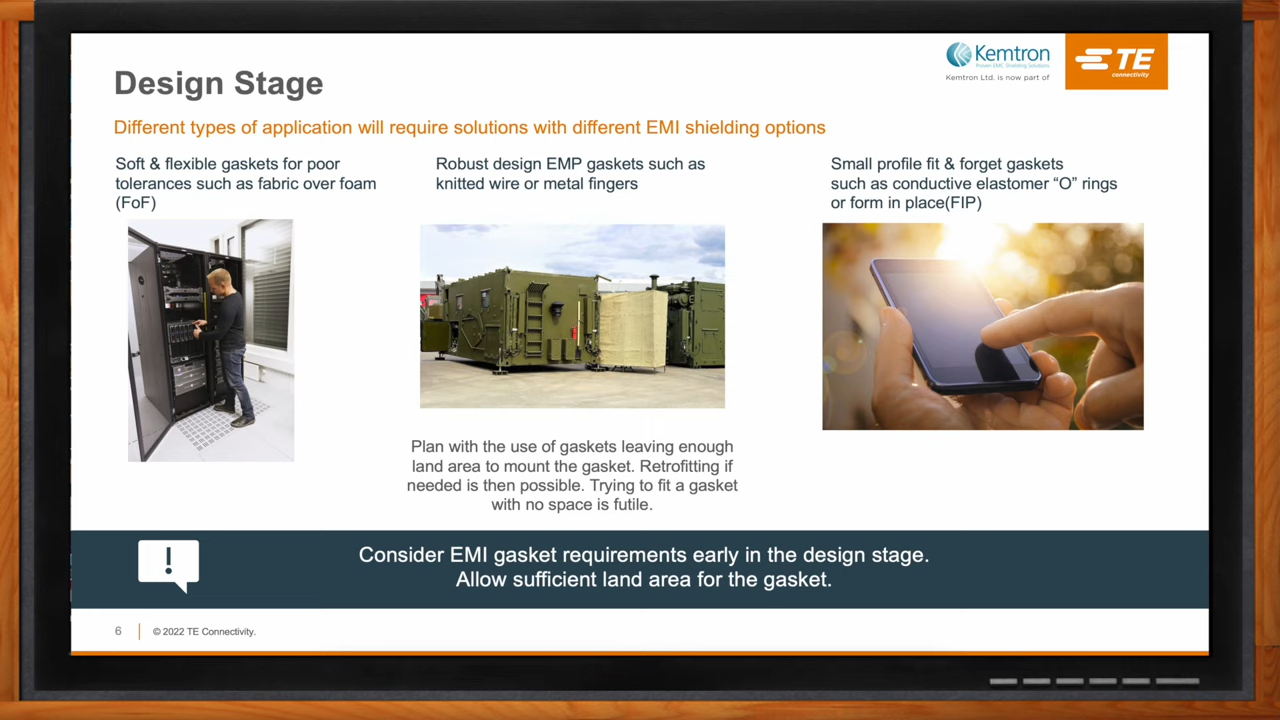 Design Stage
Kemtron
Proven EMC Shielding Solutions
Kemtron Ltd. is now part of
TE
connectivity
Different types of application will require solutions with different EMI shielding options
Soft & flexible gaskets for poor
tolerances such as fabric over foam
(FoF)
Robust design EMP gaskets such as
knitted wire or metal fingers
Small profile fit & forget gaskets
such as conductive elastomer “O” rings
or form in place(FIP)
Plan with the use of gaskets leaving enough
land area to mount the gasket. Retrofitting if
needed is then possible. Trying to fit a gasket
with no space is futile.
!
Consider EMI gasket requirements early in the design stage.
Allow sufficient land area for the gasket.
6
© 2022 TE Connectivity.